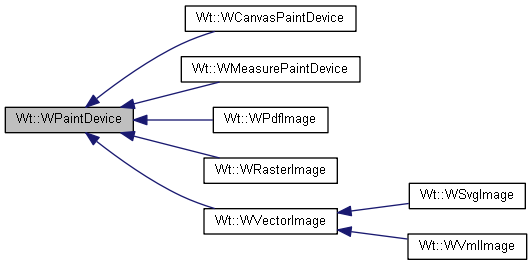 Wt::WCanvasPaintDevice
Wt::WMeasurePaintDevice
Wt::WPaintDevice
Wt::WPdfImage
Wt::WRasterImage
Wt::WSvgImage
Wt::WVectorImage
Wt::WVmlImage